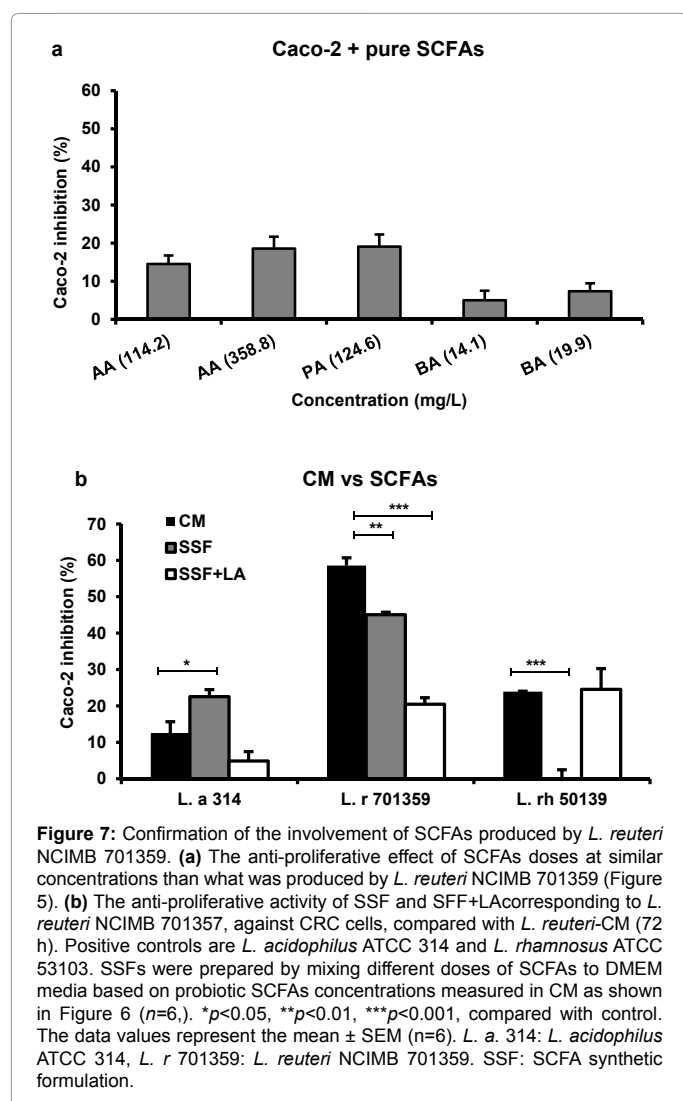 a
Caco-2 + pure SCFAs
Caco-2 inhibition (%)
60
50
40
30
20
10
0
AA (114.2)
AA (358.8)
PA (124.6)
BA (14.1)
BA (19.9)
Concentration (mg/L)
b
CM vs SCFAs
Caco-2 inhibition (%)
70
60
50
40
30
20
10
0
CM
SSF
SSF+LA
*
***
**
***
L. a 314
L. r 701359
L. rh 50139
Figure 7: Confirmation of the involvement of SCFAs produced by L. reuteri
NCIMB 701359. (a) The anti-proliferative effect of SCFAs doses at similar
concentrations than what was produced by L. reuteri NCIMB 701359 (Figure
5). (b) The anti-proliferative activity of SSF and SFF+LAcorresponding to L.
reuteri NCIMB 701357, against CRC cells, compared with L. reuteri-CM (72
h). Positive controls are L. acidophilus ATCC 314 and L. rhamnosus ATCC
53103. SSFs were prepared by mixing different doses of SCFAs to DMEM
media based on probiotic SCFAs concentrations measured in CM as shown
in Figure 6 (n=6,). *p<0.05, **p<0.01, ***p<0.001, compared with control.
The data values represent the mean ± SEM (n=6). L. a. 314: L. acidophilus
ATCC 314, L. r 701359: L. reuteri NCIMB 701359. SSF: SCFA synthetic
formulation.